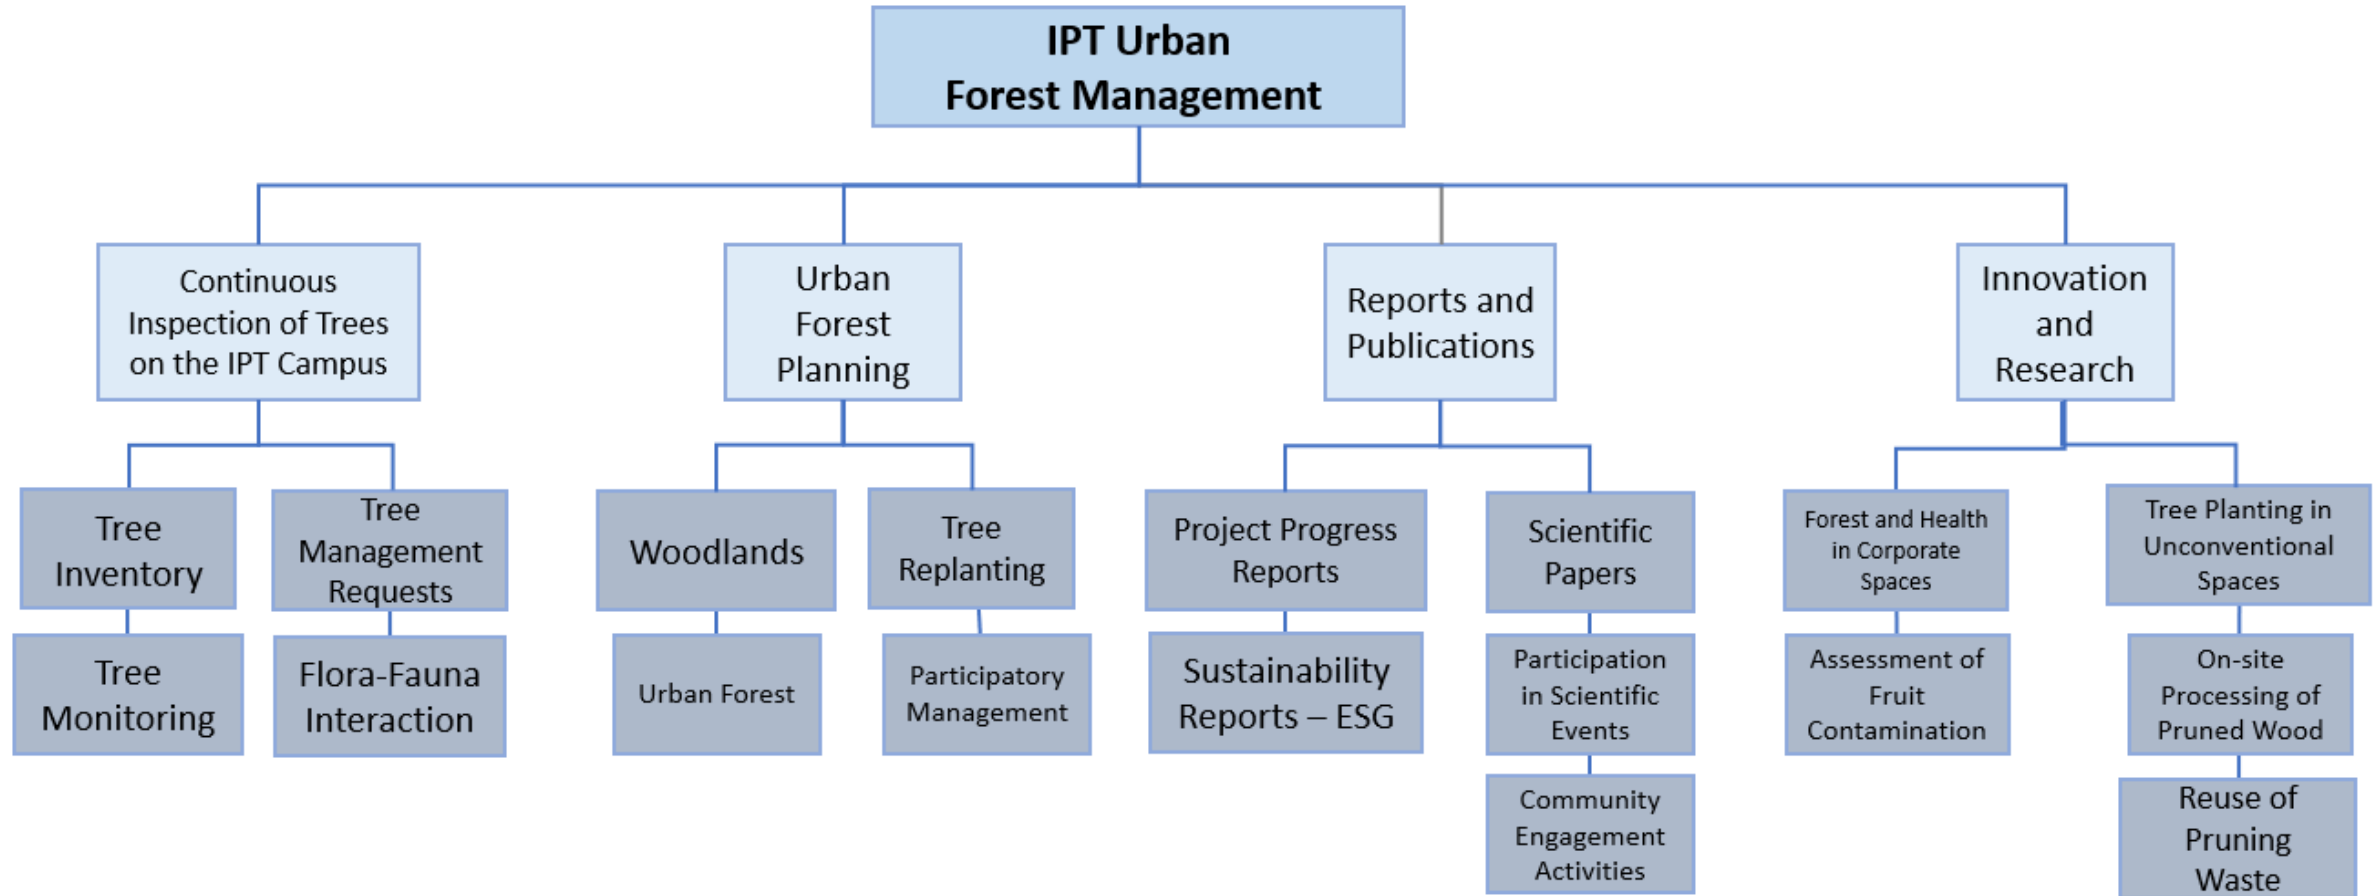 IPT Urban
Forest Management
Continuous
Inspection of Trees
on the IPT Campus
Urban
Forest
Planning
Reports and
Publications
Innovation
and
Research
Tree
Inventory
Tree
Management
Requests
Woodlands
Tree
Replanting
Project Progress
Reports
Scientific
Papers
Forest and Health
in Corporate
Spaces
Tree Planting in
Unconventional
Spaces
Tree
Monitoring
Flora-Fauna
Interaction
Urban Forest
Participatory
Management
Sustainability
Reports – ESG
Participation
in Scientific
Events
Assessment of
Fruit
Contamination
On-site
Processing of
Pruned Wood
Community
Engagement
Activities
Reuse of
Pruning
Waste